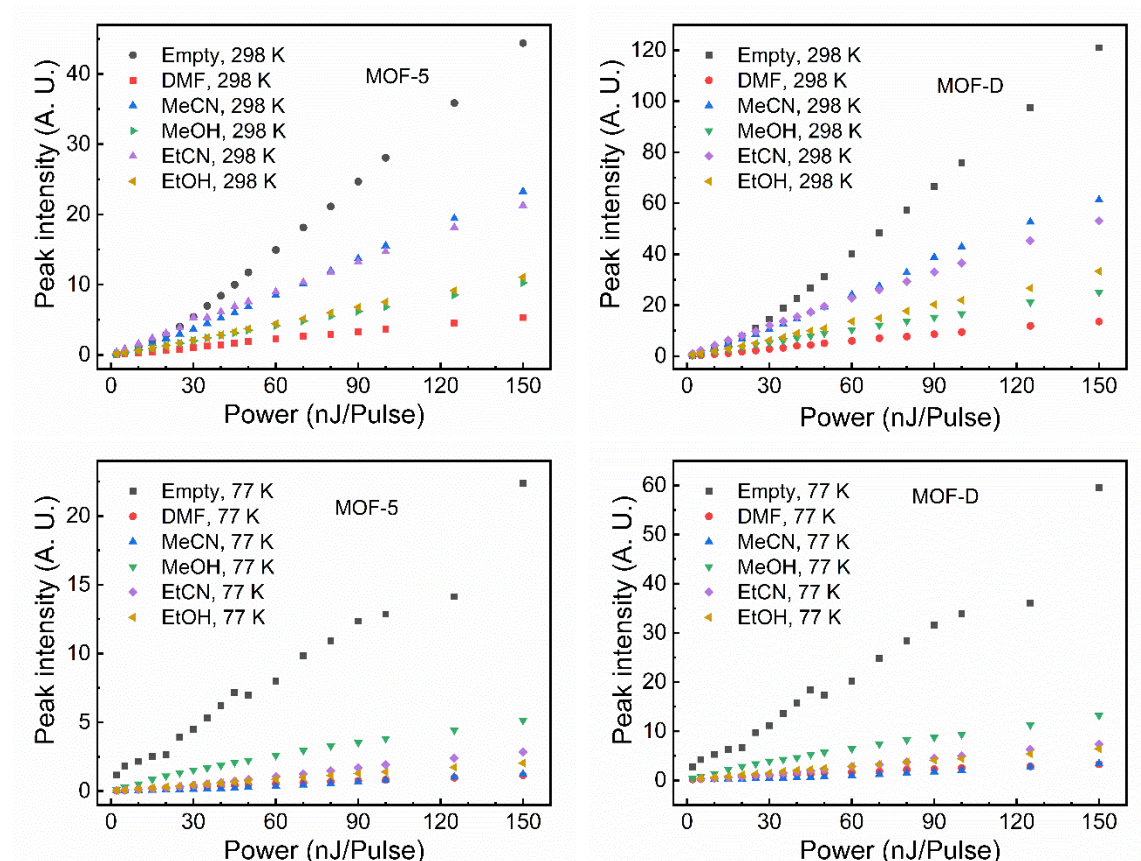 Peak intensity (A. U.)
40
30
20
10
0
Empty, 298 K
DMF, 298 K
MeCN, 298 K
MeOH, 298 K
EtCN, 298 K
EtOH, 298 K
MOF-5
0 30 60 90 120 150
Power (nJ/Pulse)
Peak intensity (A. U.)
120
100
80
60
40
20
0
Empty, 298 K
DMF, 298 K
MeCN, 298 K
MeOH, 298 K
EtCN, 298 K
EtOH, 298 K
MOF-D
0 30 60 90 120 150
Power (nJ/Pulse)
Peak intensity (A. U.)
20
15
10
5
0
Empty, 77 K
DMF, 77 K
MeCN, 77 K
MeOH, 77 K
EtCN, 77 K
EtOH, 77 K
MOF-5
0 30 60 90 120 150
Power (nJ/Pulse)
Peak intensity (A. U.)
60
50
40
30
20
10
0
Empty, 77 K
DMF, 77 K
MeCN, 77 K
MeOH, 77 K
EtCN, 77 K
EtOH, 77 K
MOF-D
0 30 60 90 120 150
Power (nJ/Pulse)